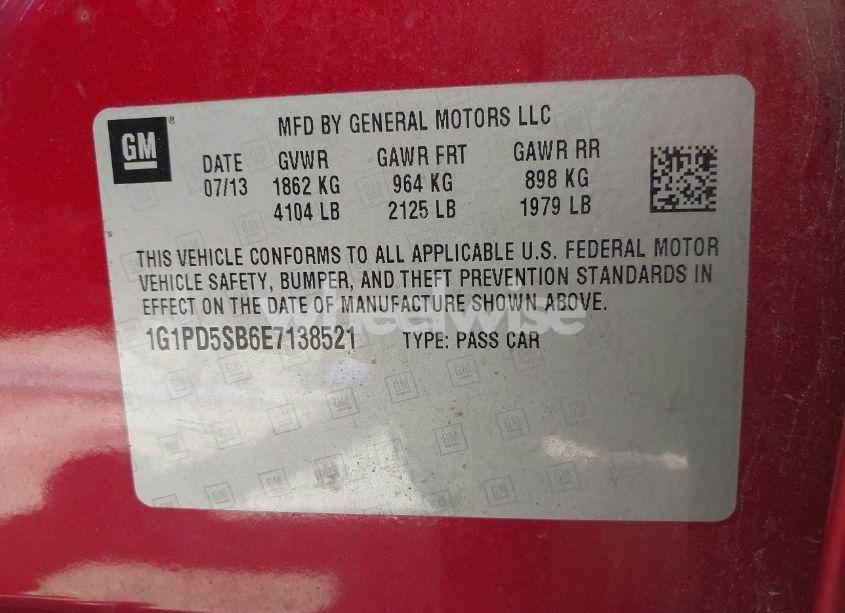 GM
MFD BY GENERAL MOTORS LLC
DATE GVWR GAWR FRT GAWR RR
07/13 1862 KG 964 KG 898 KG
4104 LB 2125 LB 1979 LB
THIS VEHICLE CONFORMS TO ALL APPLICABLE U.S. FEDERAL MOTOR
VEHICLE SAFETY, BUMPER, AND THEFT PREVENTION STANDARDS IN
EFFECT ON THE DATE OF MANUFACTURE SHOWN ABOVE.
1G1PD5SB6E7138521 TYPE: PASS CAR